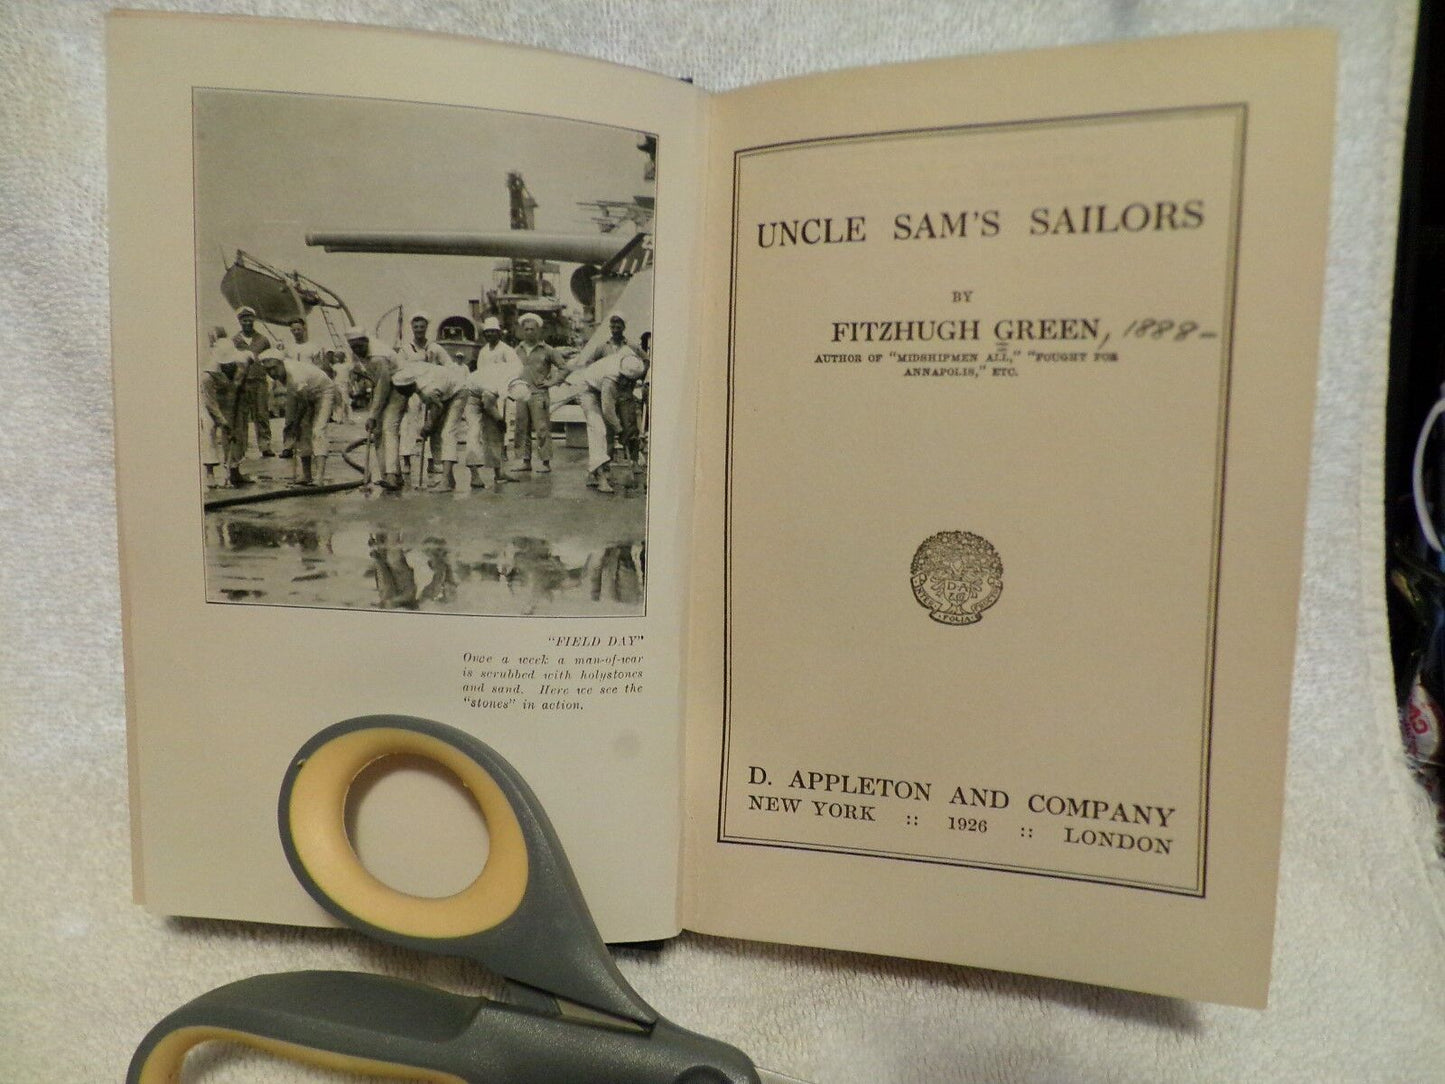 "FIELD DAY"
Once a week a man-of-war
is scrubbed with holystones
and sand. Here we see the
"stones" in action.
UNCLE SAM'S SAILORS
BY
FITZHUGH GREEN, 1888-
AUTHOR OF "MIDSHIPMEN ALL," "FOUGHT FOR
ANNAPOLIS," ETC.
D. APPLETON AND COMPANY
NEW YORK :: 1926 :: LONDON